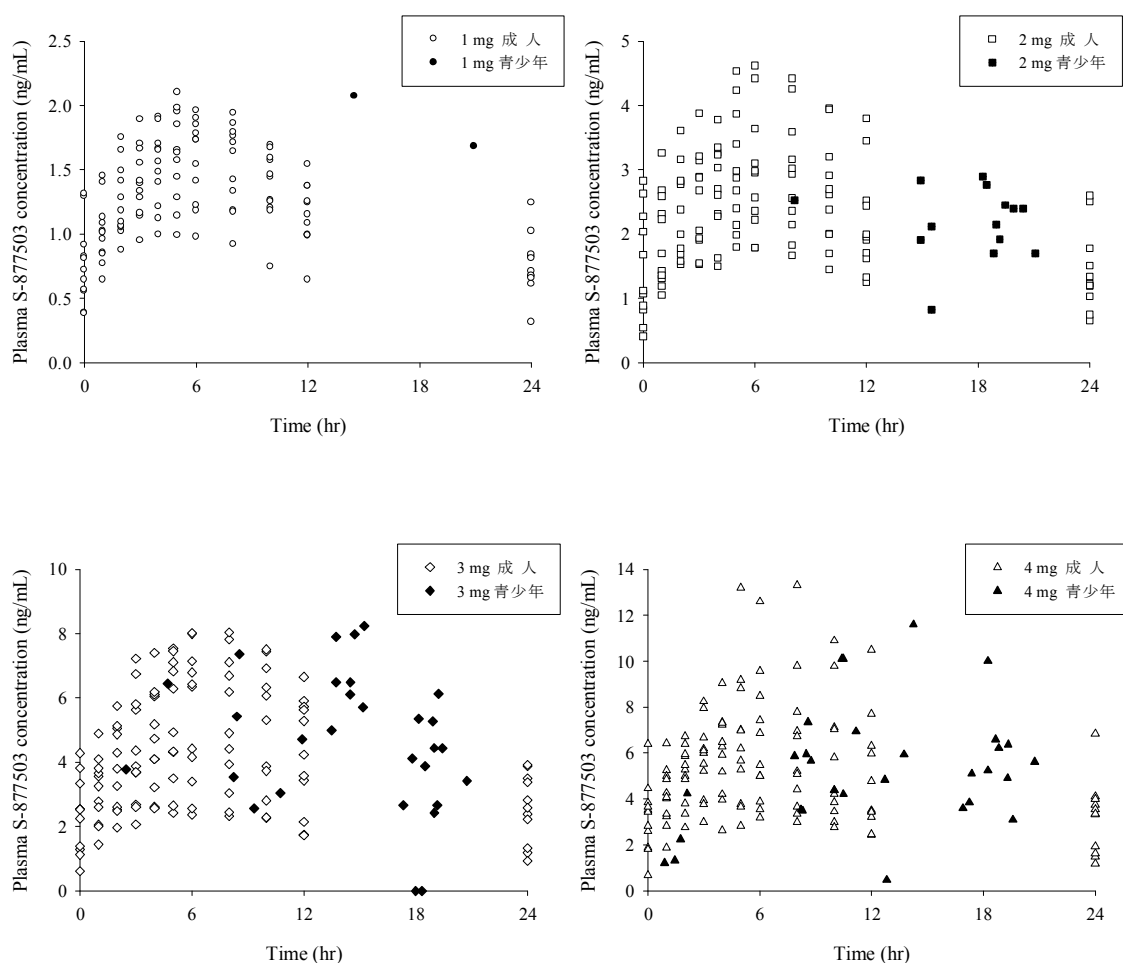 1 mg 成 人
1 mg 青少年
Plasma S-877503 concentration (ng/mL)
2.5
2.0
1.5
1.0
0.5
0.0
0 6 12 18 24
Time (hr)
2 mg 成 人
2 mg 青少年
Plasma S-877503 concentration (ng/mL)
5
4
3
2
1
0
0 6 12 18 24
Time (hr)
3 mg 成 人
3 mg 青少年
Plasma S-877503 concentration (ng/mL)
10
8
6
4
2
0
0 6 12 18 24
Time (hr)
4 mg 成 人
4 mg 青少年
Plasma S-877503 concentration (ng/mL)
14
12
10
8
6
4
2
0
0 6 12 18 24
Time (hr)